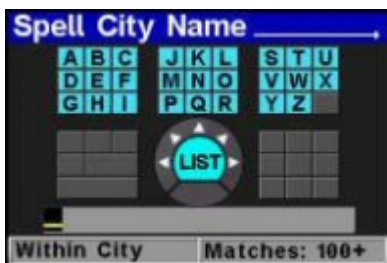 Spell City Name
A B C J K L S T U
D E F M N O V W X
G H I P Q R Y Z
LIST
Within City Matches: 100+